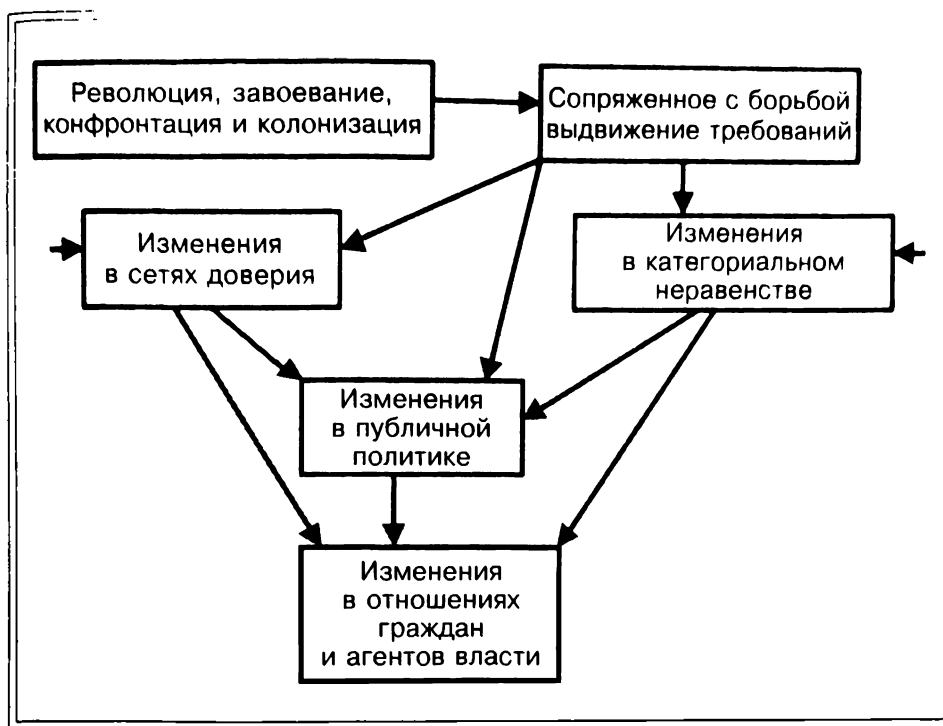 Революция, завоевание,
конфронтация и колонизация
Сопряженное с борьбой
выдвижение требований
Изменения
в сетях доверия
Изменения
в категориальном
неравенстве
Изменения
в публичной
политике
Изменения
в отношениях
граждан
и агентов власти